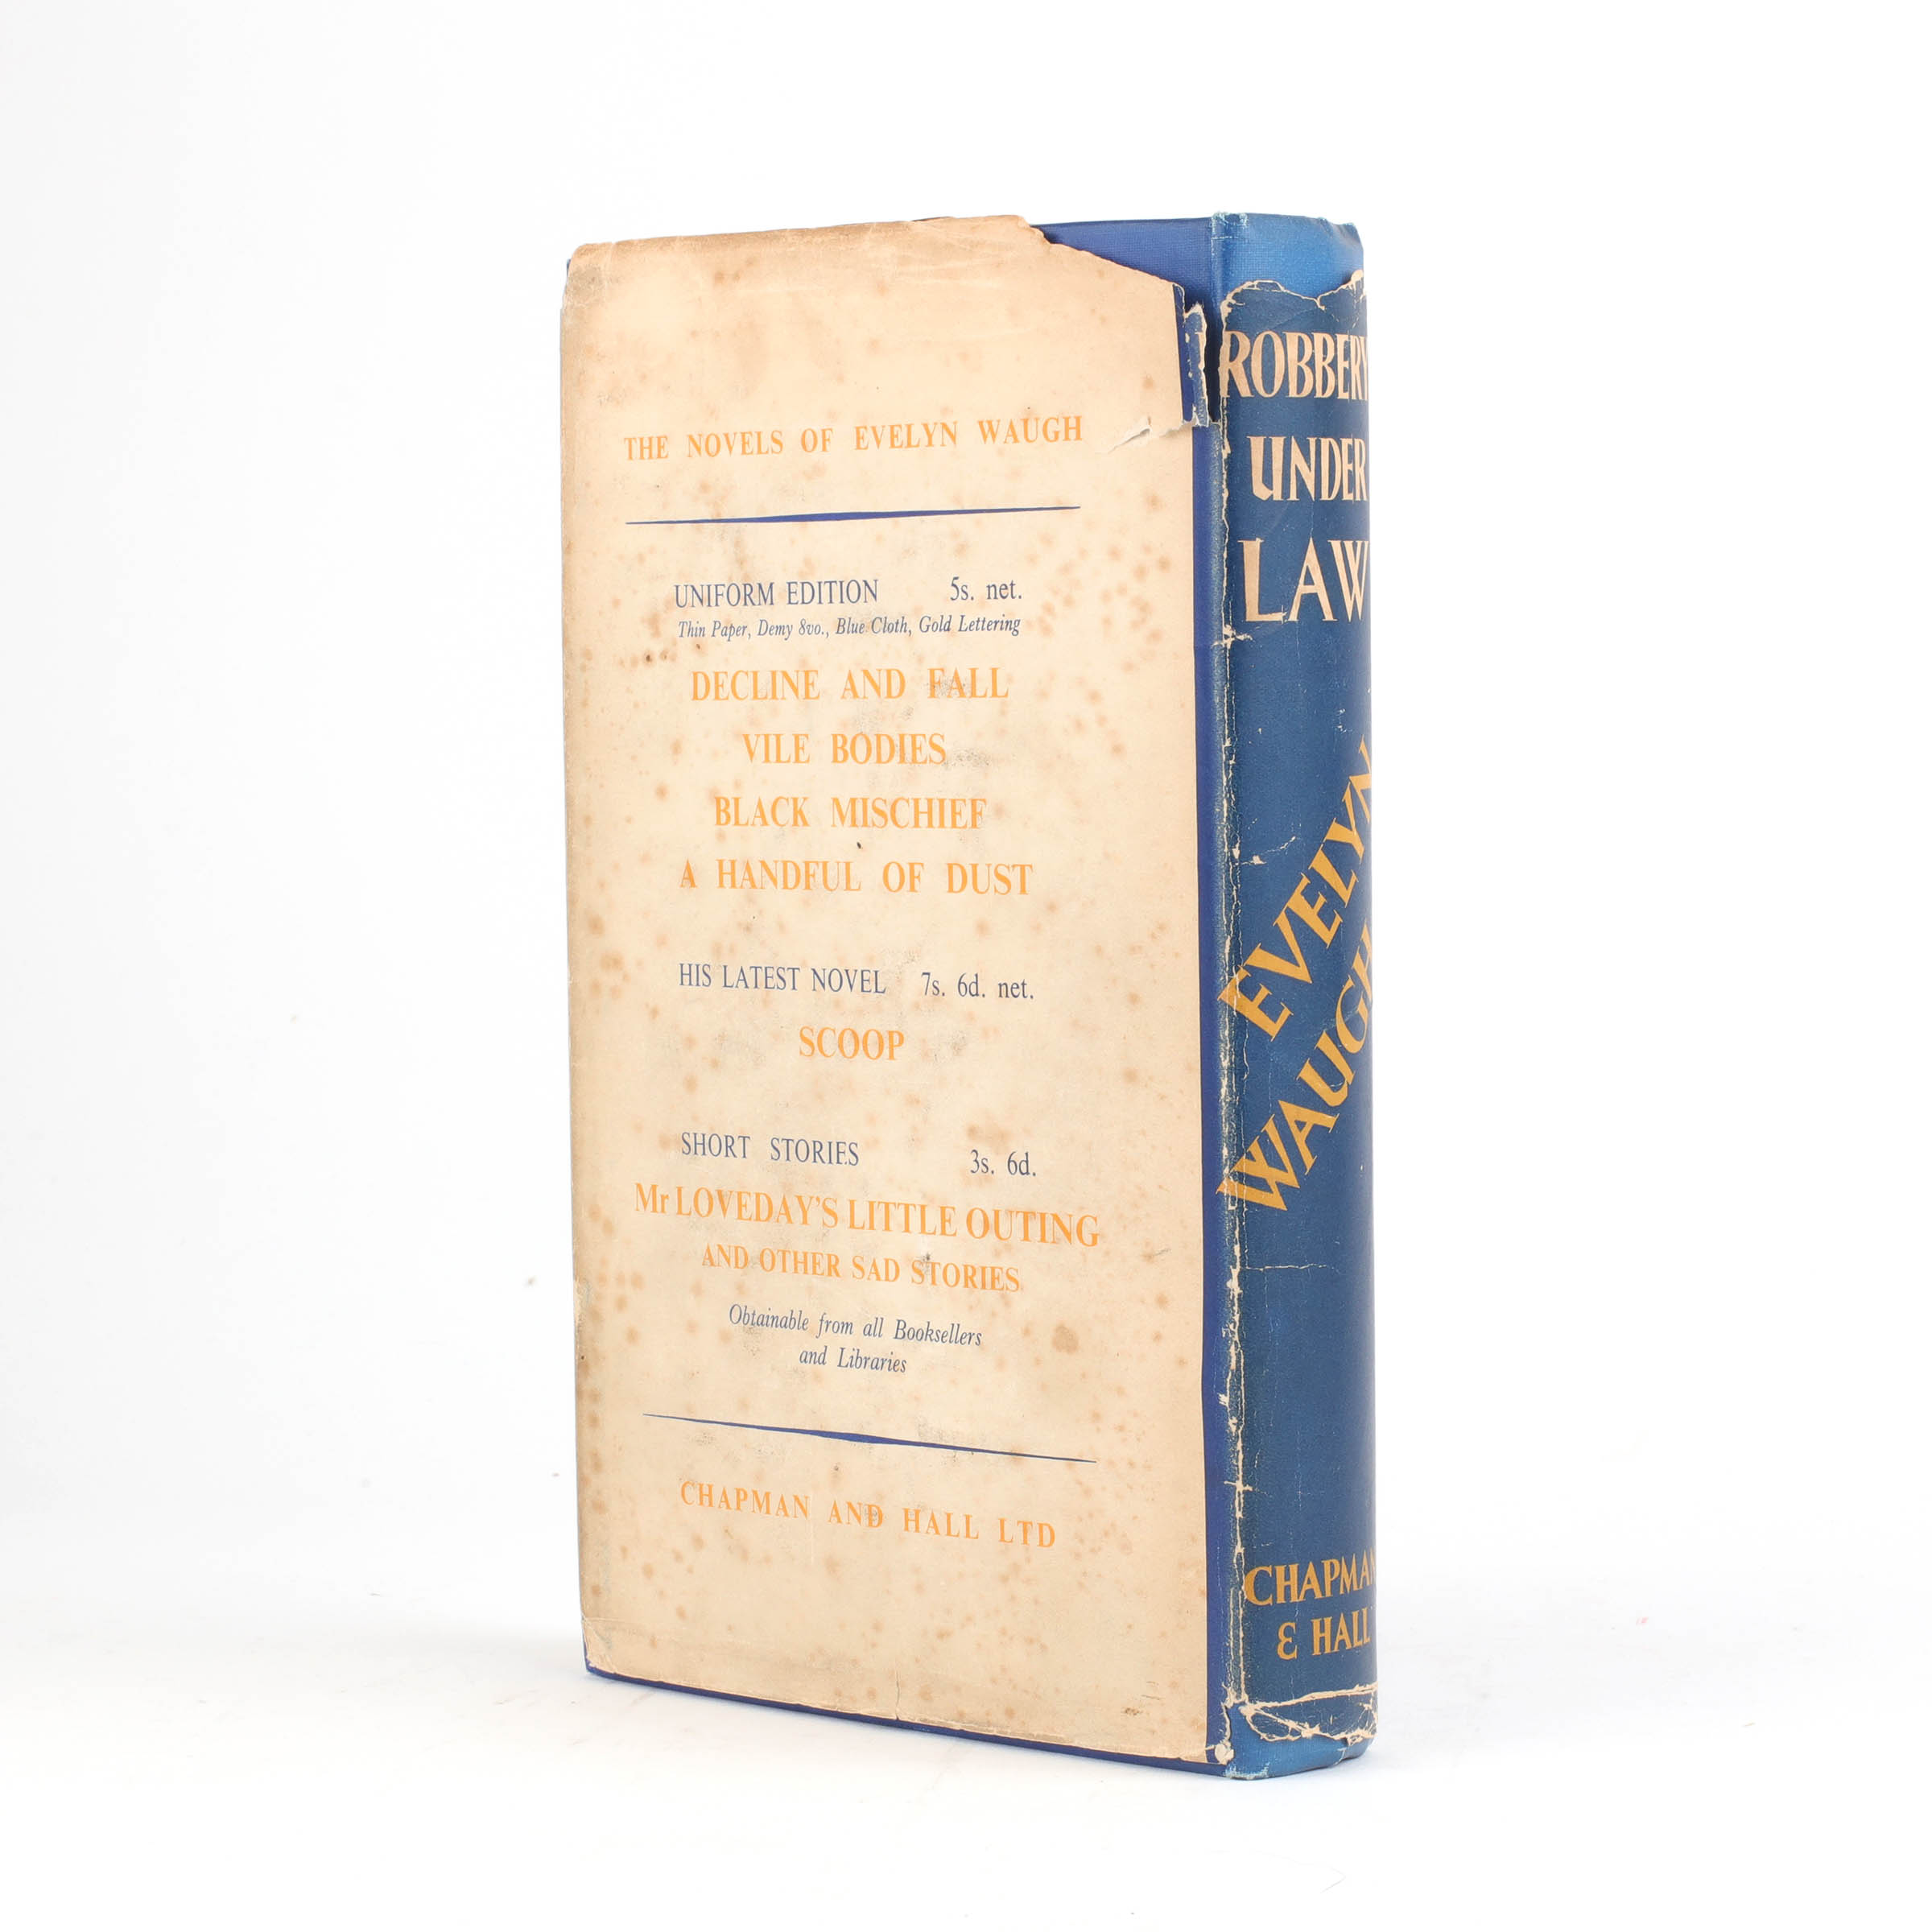 THE NOVELS OF EVELYN WAUGH
UNIFORM EDITION 5s. net.
Thin Paper, Demy 8vo., Blue Cloth, Gold Lettering
DECLINE AND FALL
VILE BODIES
BLACK MISCHIEF
A HANDFUL OF DUST
HIS LATEST NOVEL 7s. 6d. net.
SCOOP
SHORT STORIES 3s. 6d.
Mr LOVEDAY'S LITTLE OUTING
AND OTHER SAD STORIES
Obtainable from all Booksellers
and Libraries
CHAPMAN AND HALL LTD
ROBBERY
UNDER
LAW
EVELYN
WAUGH
CHAPMAN
& HALL